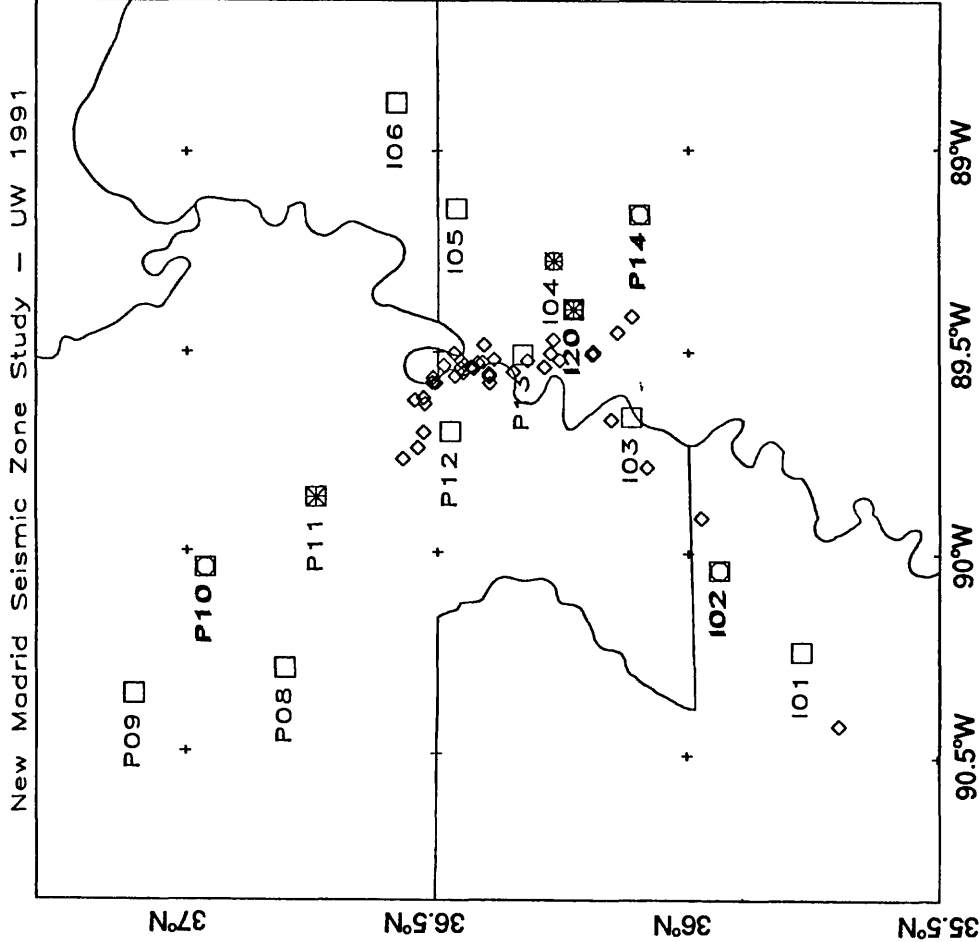 New Madrid Seismic Zone Study — UW 1991
37°N
36.5°N
36°N
35.5°N
90.5°W
90°W
89.5°W
89°W
P09
P08
P10
P11
P12
P13
P14
I01
I02
I03
I04
I20
I05
I06